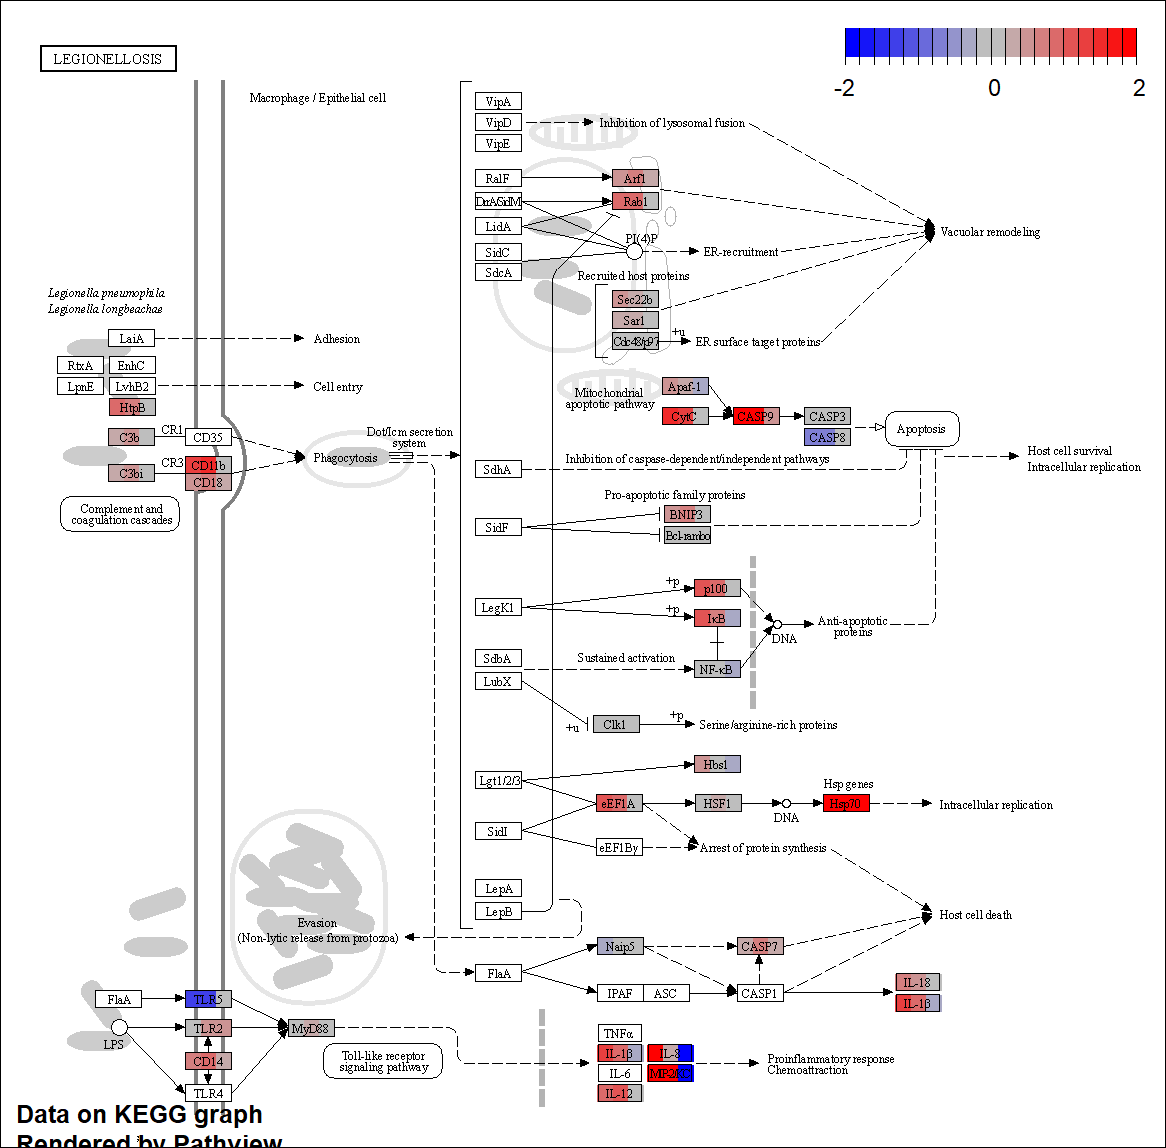 LEGIONELLOSIS
-2
0
2
Macrophage / Epithelial cell
VipA
VipD
Inhibition of lysosomal fusion
VipE
RalF
Arf1
DrrA/SidM
Rab1
LidA
Vacuolar remodeling
PI(4)P
SidC
ER-recruitment
SdcA
Recruited host proteins
Legionella pneumophila
Legionella longbeachae
Sec22b
Sar1
+u
Cdc48/p97
ER surface target proteins
LaiA
Adhesion
RtxA
EnhC
LpnE
LvhB2
Cell entry
HtpB
Mitochondrial
apoptotic pathway
Apaf-1
CytC
CASP9
CASP3
CASP8
Apoptosis
C3b
CR1
CD35
Dot/Icm secretion
system
Phagocytosis
C3bi
CR3
CD11b
CD18
SdhA
Inhibition of caspase-dependent/independent pathways
Host cell survival
Intracellular replication
Complement and
coagulation cascades
Pro-apoptotic family proteins
SidF
BNIP3
Bcl-rambo
LegK1
+p
p100
+p
IκB
DNA
Anti-apoptotic
proteins
SdbA
Sustained activation
NF-κB
LubX
+u
Clk1
+p
Serine/arginine-rich proteins
Lgt1/2/3
Hbs1
Hsp genes
eEF1A
HSF1
DNA
Hsp70
Intracellular replication
SidI
eEF1By
Arrest of protein synthesis
LepA
LepB
Host cell death
Evasion
(Non-lytic release from protozoa)
Naip5
CASP7
FlaA
IPAF
ASC
CASP1
IL-18
IL-1β
FlaA
TLR5
LPS
TLR2
MyD88
CD14
TLR4
Toll-like receptor
signaling pathway
TNFα
IL-1β
IL-8
IL-6
IL-12
Proinflammatory response
Chemoattraction
Data on KEGG graph
Rendered by Pathview